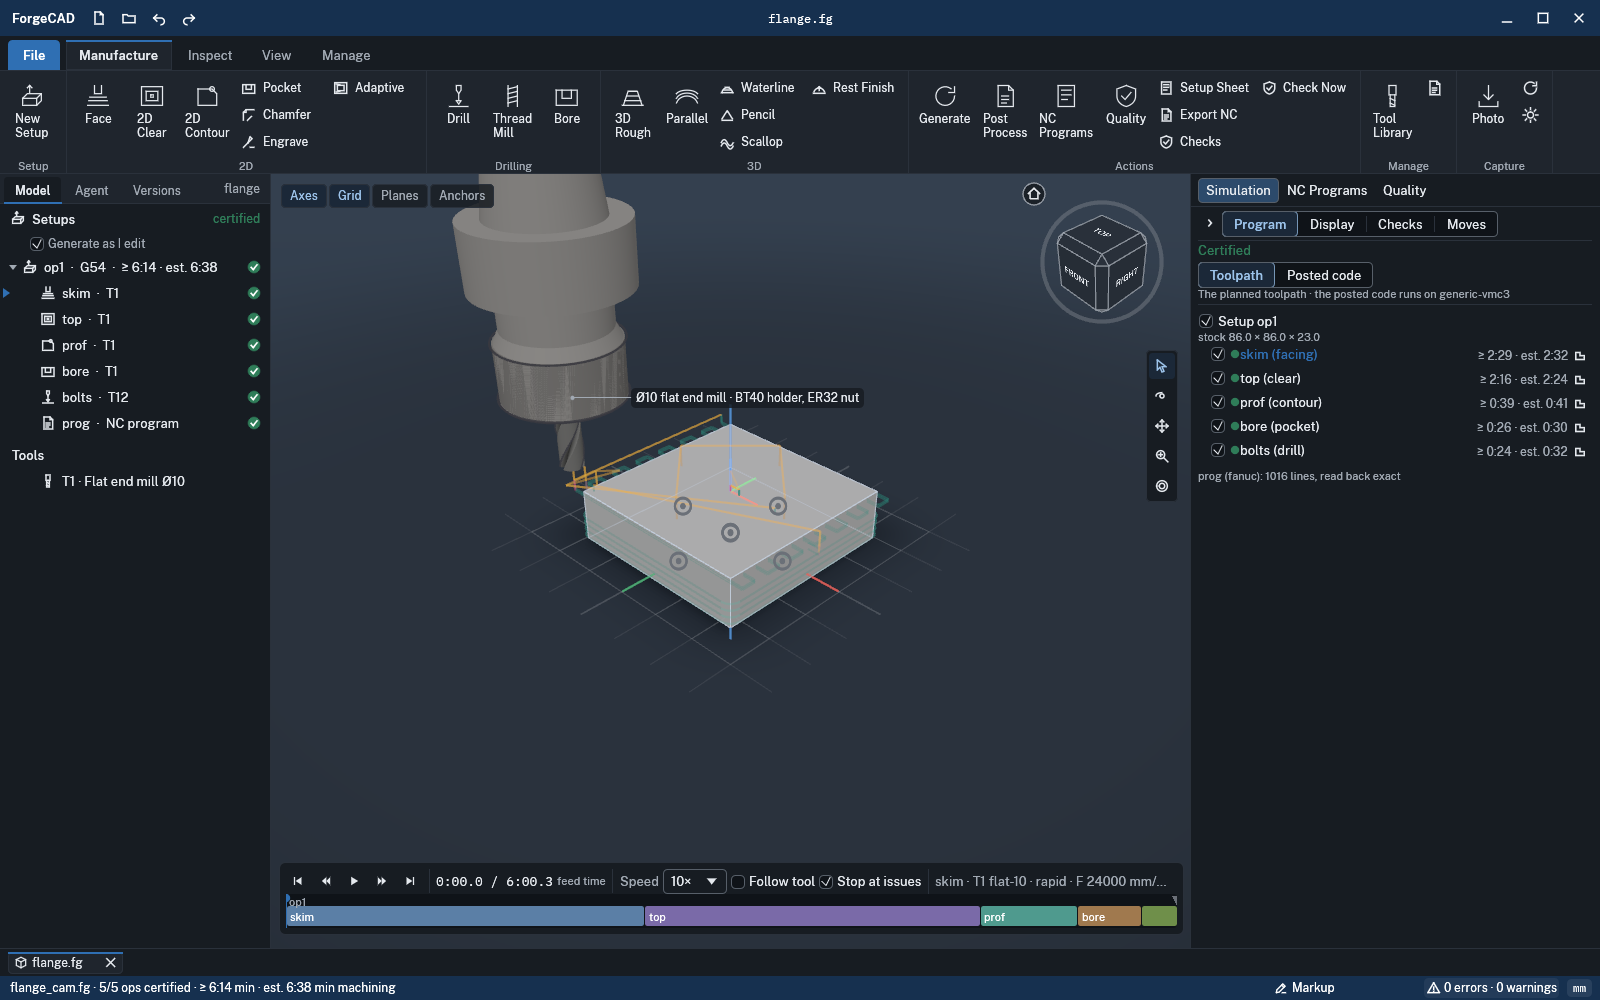 ForgeCAD
flange.fg
File
Manufacture
Inspect
View
Manage
New Setup
Face
2D Clear
2D Contour
Pocket
Chamfer
Engrave
Adaptive
Drill
Thread Mill
Bore
3D Rough
Parallel
Waterline
Pencil
Scallop
Rest Finish
Generate
Post Process
NC Programs
Quality
Setup Sheet
Export NC
Checks
Check Now
Tool Library
Photo
Setup
2D
Drilling
3D
Actions
Manage
Capture
Model
Agent
Versions
flange
Setups
certified
Generate as I edit
op1 · G54 · ≥ 6:14 · est. 6:38
skim · T1
top · T1
prof · T1
bore · T1
bolts · T12
prog · NC program
Tools
T1 · Flat end mill Ø10
Axes
Grid
Planes
Anchors
Ø10 flat end mill · BT40 holder, ER32 nut
TOP
FRONT
RIGHT
0:00.0 / 6:00.3 feed time
Speed
10×
Follow tool
Stop at issues
skim · T1 flat-10 · rapid · F 24000 mm/...
op1
skim
top
prof
bore
Simulation
NC Programs
Quality
Program
Display
Checks
Moves
Certified
Toolpath
Posted code
The planned toolpath · the posted code runs on generic-vmc3
Setup op1
stock 86.0 × 86.0 × 23.0
skim (facing) ≥ 2:29 · est. 2:32
top (clear) ≥ 2:16 · est. 2:24
prof (contour) ≥ 0:39 · est. 0:41
bore (pocket) ≥ 0:26 · est. 0:30
bolts (drill) ≥ 0:24 · est. 0:32
prog (fanuc): 1016 lines, read back exact
flange.fg
flange_cam.fg · 5/5 ops certified · ≥ 6:14 min · est. 6:38 min machining
Markup
0 errors · 0 warnings
mm